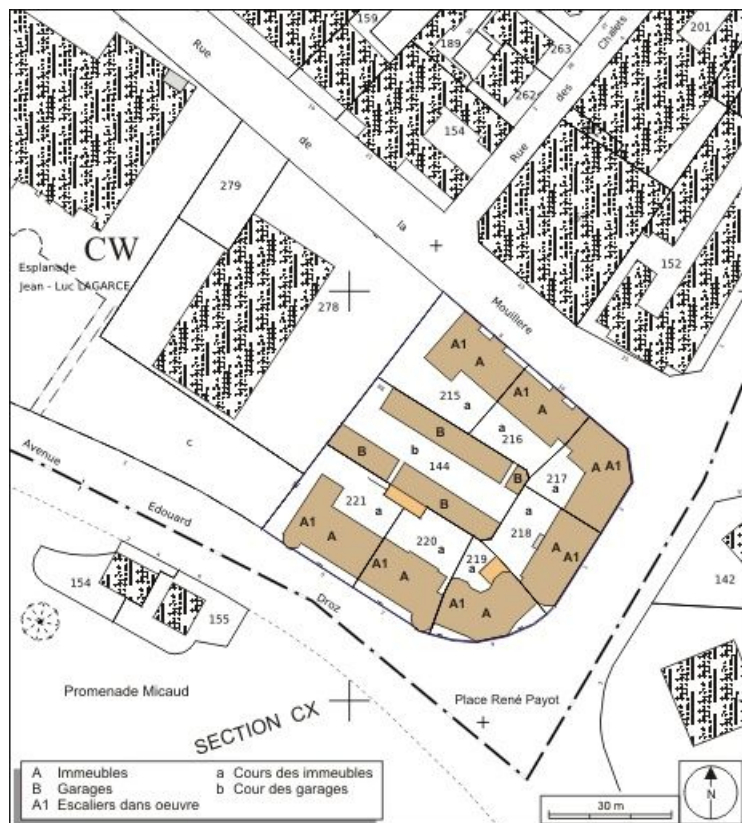 159
189
263
201
Rue
de
la
Mouillere
Rue
des
Chalets
262
154
279
CW
Esplanade
Jean - Luc LAGARCE
278
152
A1
A
A1
A
215
a
a
216
B
b
B
144
B
B
217
a
A
A1
a
218
A
A1
221
a
220
a
219
a
A1
A
A1
A
A1
A
c
Avenue
Edouard
Droz
154
155
142
Promenade Micaud
SECTION CX
Place René Payot
A Immeubles
B Garages
A1 Escaliers dans oeuvre
a Cours des immeubles
b Cour des garages
30 m
N